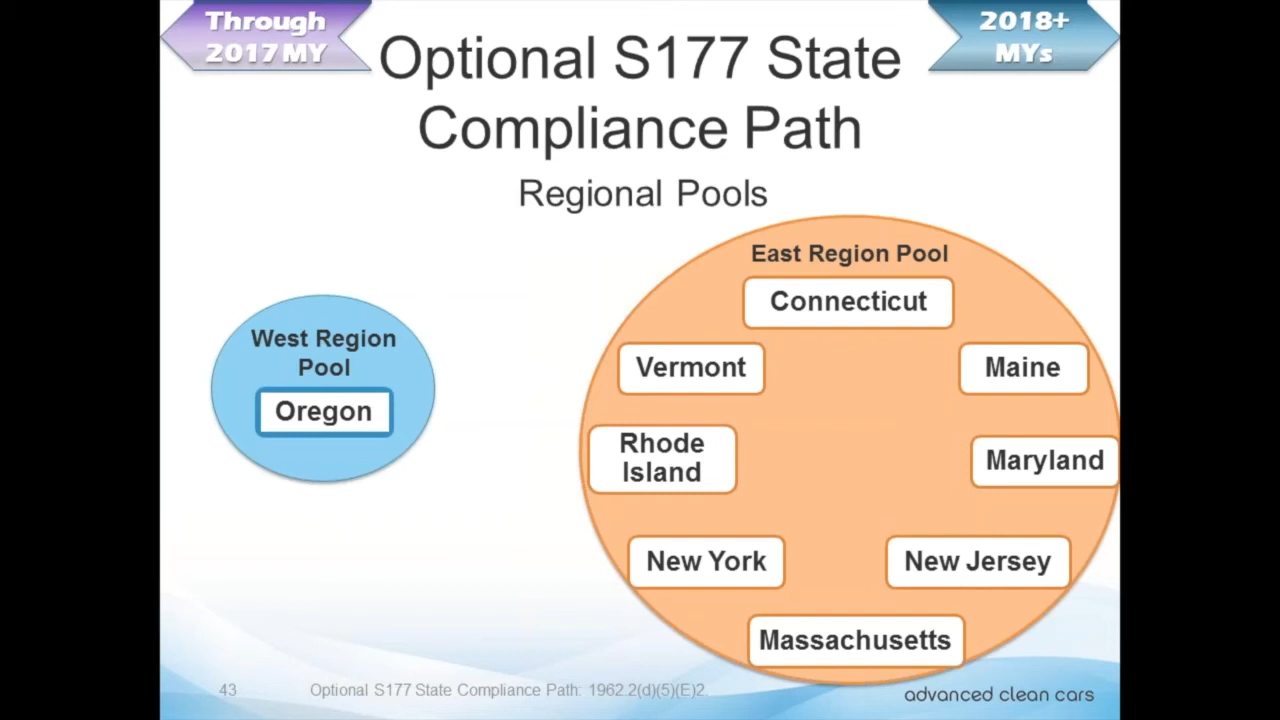 Through
2017 MY
2018+
MYs
Optional S177 State
Compliance Path
Regional Pools
West Region
Pool
Oregon
East Region Pool
Connecticut
Vermont
Maine
Rhode
Island
Maryland
New York
New Jersey
Massachusetts
43
Optional S177 State Compliance Path: 1962.2(d)(5)(E)2.
advanced clean cars